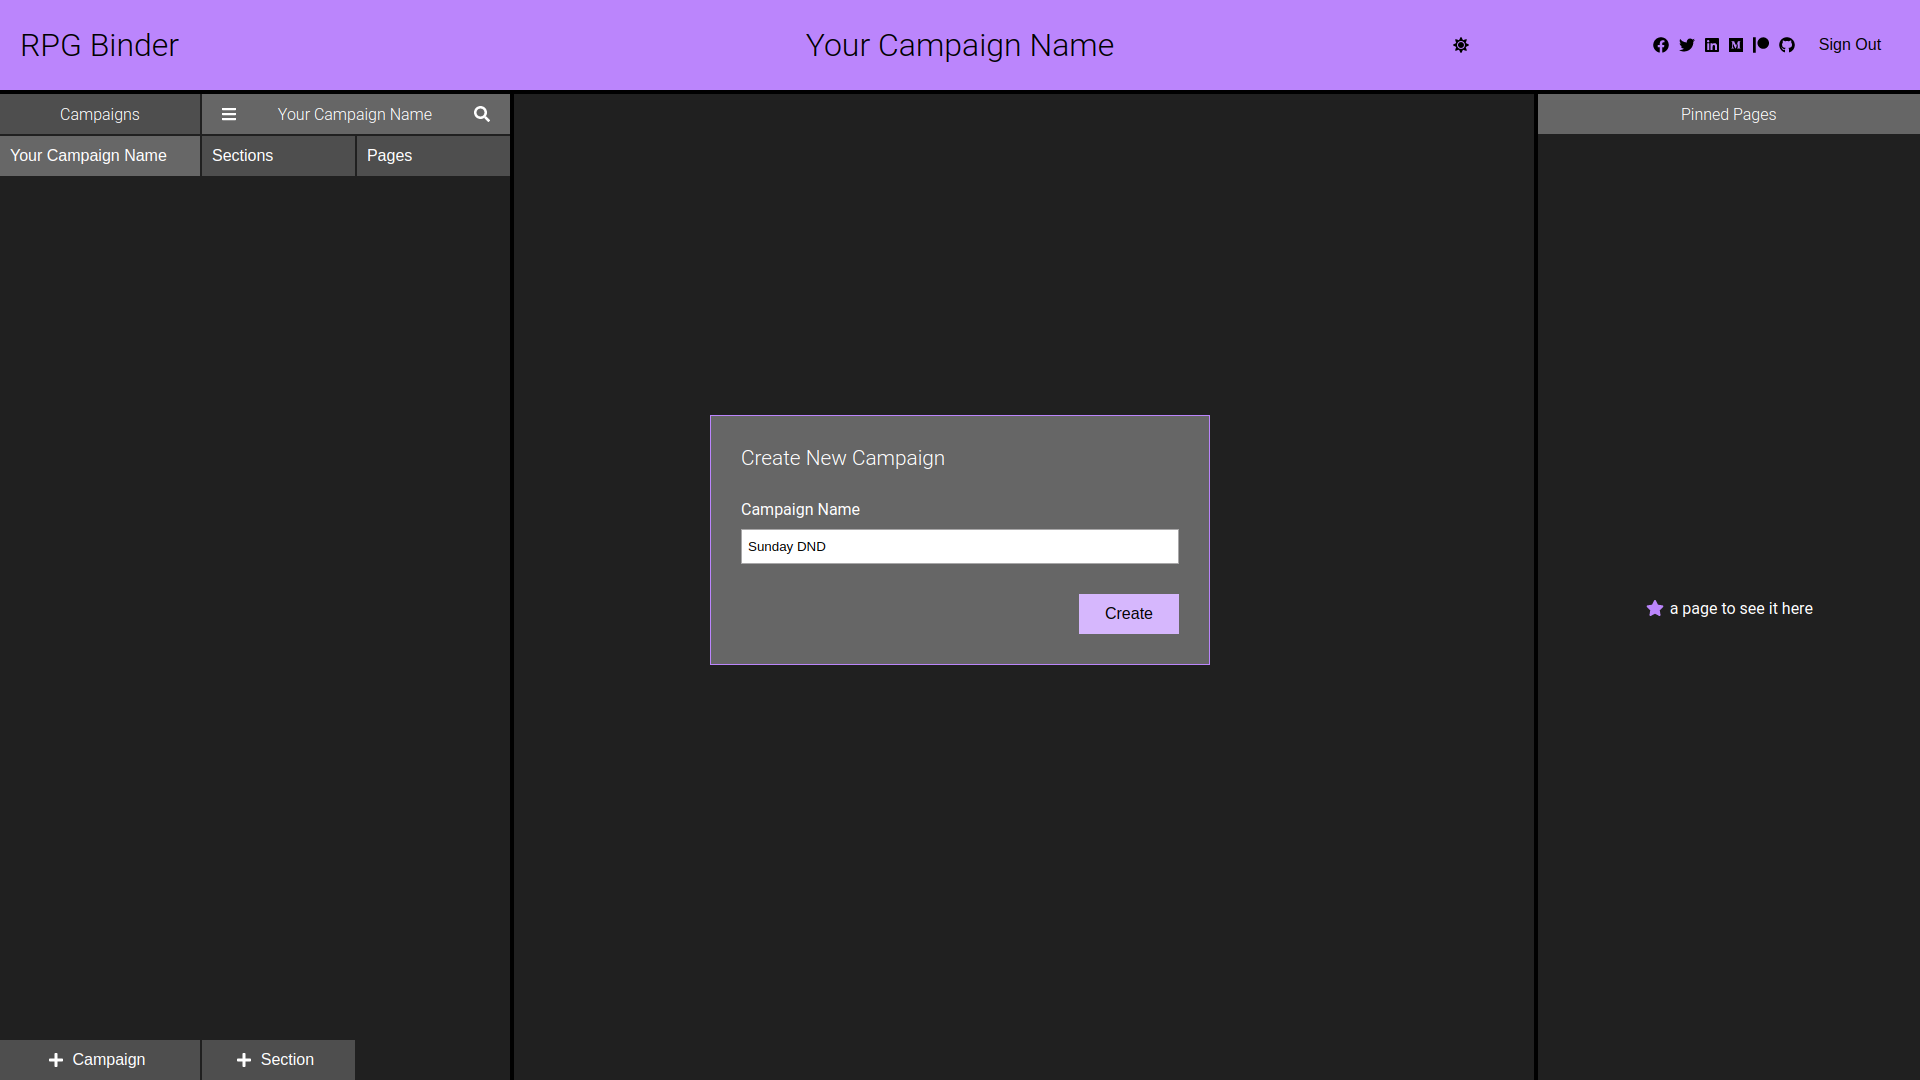 RPG Binder
Your Campaign Name
Sign Out
Campaigns
Your Campaign Name
Pinned Pages
Your Campaign Name
Sections
Pages
Create New Campaign
Campaign Name
Sunday DND
Create
a page to see it here
Campaign
Section